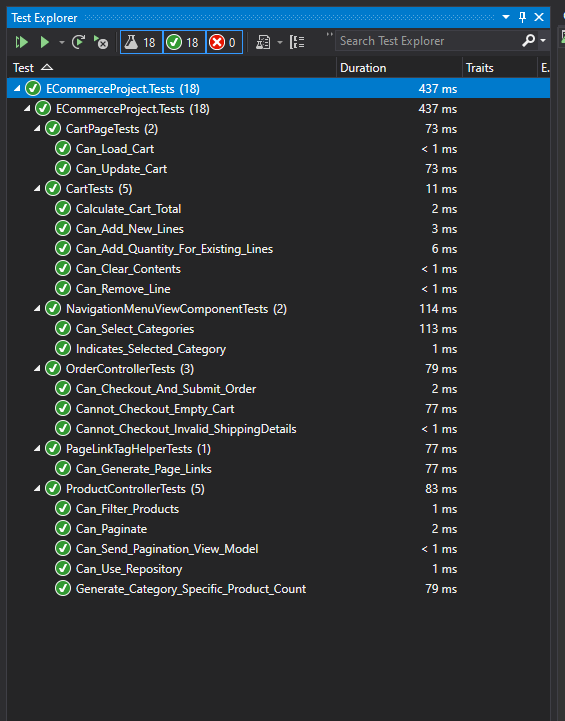 Test Explorer
18 18 0 Search Test Explorer
Test Duration Traits E.
ECommerceProject.Tests (18) 437 ms
ECommerceProject.Tests (18) 437 ms
CartPageTests (2) 73 ms
Can_Load_Cart < 1 ms
Can_Update_Cart 73 ms
CartTests (5) 11 ms
Calculate_Cart_Total 2 ms
Can_Add_New_Lines 3 ms
Can_Add_Quantity_For_Existing_Lines 6 ms
Can_Clear_Contents < 1 ms
Can_Remove_Line < 1 ms
NavigationMenuViewComponentTests (2) 114 ms
Can_Select_Categories 113 ms
Indicates_Selected_Category 1 ms
OrderControllerTests (3) 79 ms
Can_Checkout_And_Submit_Order 2 ms
Cannot_Checkout_Empty_Cart 77 ms
Cannot_Checkout_Invalid_ShippingDetails < 1 ms
PageLinkTagHelperTests (1) 77 ms
Can_Generate_Page_Links 77 ms
ProductControllerTests (5) 83 ms
Can_Filter_Products 1 ms
Can_Paginate 2 ms
Can_Send_Pagination_View_Model < 1 ms
Can_Use_Repository 1 ms
Generate_Category_Specific_Product_Count 79 ms